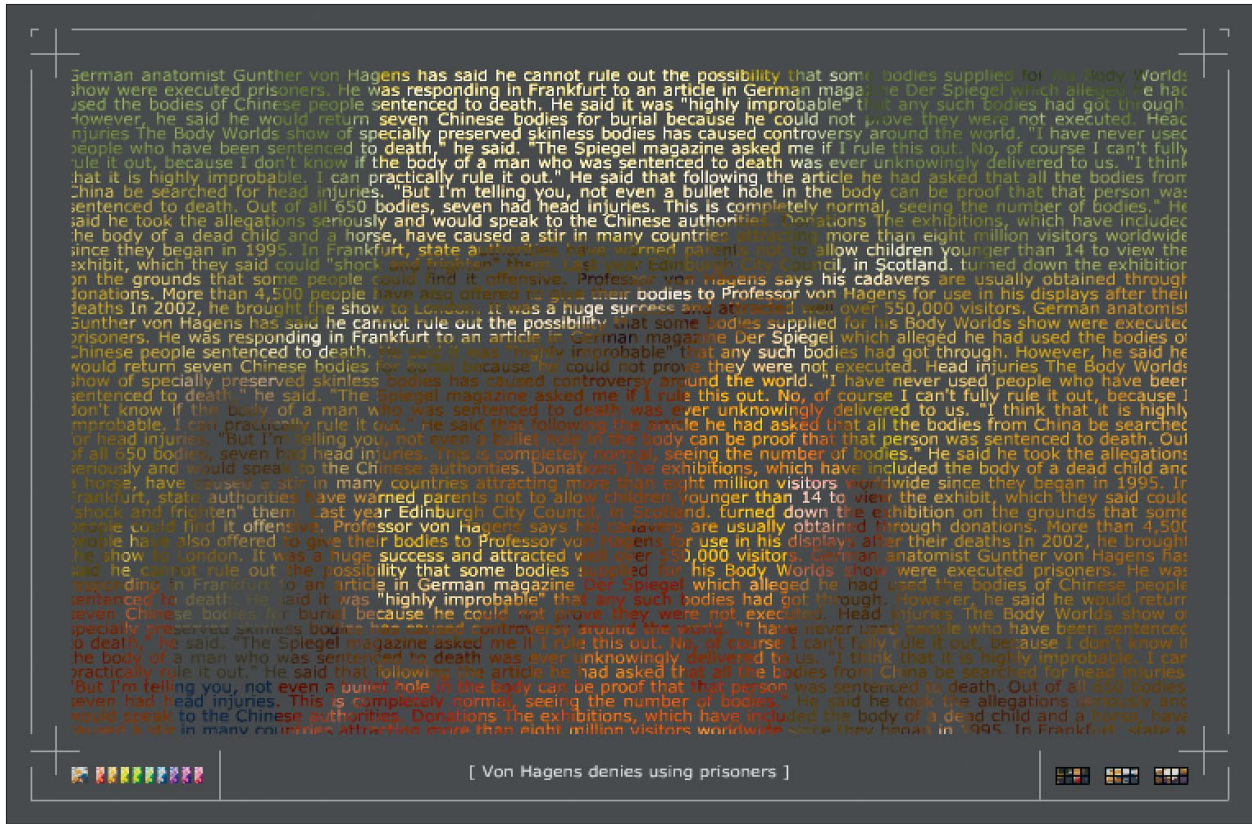 German anatomist Gunther von Hagens has said he cannot rule out the possibility that some bodies supplied for his Body Worlds
show were executed prisoners. He was responding in Frankfurt to an article in German magazine Der Spiegel which alleged he had
used the bodies of Chinese people sentenced to death. He said it was "highly improbable" that any such bodies had got through.
However, he said he would return seven Chinese bodies for burial because he could not prove they were not executed. Head
injuries The Body Worlds show of specially preserved skinless bodies has caused controversy around the world. "I have never used
people who have been sentenced to death," he said. "The Spiegel magazine asked me if I rule this out. No, of course I can't fully
rule it out, because I don't know if the body of a man who was sentenced to death was ever unknowingly delivered to us. "I think
that it is highly improbable. I can practically rule it out." He said that following the article he had asked that all the bodies from
China be searched for head injuries. "But I'm telling you, not even a bullet hole in the body can be proof that that person was
sentenced to death. Out of all 650 bodies, seven had head injuries. This is completely normal, seeing the number of bodies." He
said he took the allegations seriously and would speak to the Chinese authorities. Donations The exhibitions, which have included
the body of a dead child and a horse, have caused a stir in many countries attracting more than eight million visitors worldwide
since they began in 1995. In Frankfurt, state authorities have warned parents not to allow children younger than 14 to view the
exhibit, which they said could "shock and frighten" them. Last year Edinburgh City Council, in Scotland. turned down the exhibition
on the grounds that some people could find it offensive. Professor von Hagens says his cadavers are usually obtained through
donations. More than 4,500 people have also offered to give their bodies to Professor von Hagens for use in his displays after their
deaths In 2002, he brought the show to London. It was a huge success and attracted well over 550,000 visitors. German anatomist
Gunther von Hagens has said he cannot rule out the possibility that some bodies supplied for his Body Worlds show were executed
prisoners. He was responding in Frankfurt to an article in German magazine Der Spiegel which alleged he had used the bodies of
Chinese people sentenced to death. He said it was "highly improbable" that any such bodies had got through. However, he said he
would return seven Chinese bodies for burial because he could not prove they were not executed. Head injuries The Body Worlds
show of specially preserved skinless bodies has caused controversy around the world. "I have never used people who have been
sentenced to death," he said. "The Spiegel magazine asked me if I rule this out. No, of course I can't fully rule it out, because I
don't know if the body of a man who was sentenced to death was ever unknowingly delivered to us. "I think that it is highly
improbable. I can practically rule it out." He said that following the article he had asked that all the bodies from China be searched
for head injuries. "But I'm telling you, not even a bullet hole in the body can be proof that that person was sentenced to death. Out
of all 650 bodies, seven had head injuries. This is completely normal, seeing the number of bodies." He said he took the allegations
seriously and would speak to the Chinese authorities. Donations The exhibitions, which have included the body of a dead child and
a horse, have caused a stir in many countries attracting more than eight million visitors worldwide since they began in 1995. In
Frankfurt, state authorities have warned parents not to allow children younger than 14 to view the exhibit, which they said could
"shock and frighten" them. Last year Edinburgh City Council, in Scotland. turned down the exhibition on the grounds that some
people could find it offensive. Professor von Hagens says his cadavers are usually obtained through donations. More than 4,500
people have also offered to give their bodies to Professor von Hagens for use in his displays after their deaths In 2002, he brought
the show to London. It was a huge success and attracted well over 550,000 visitors. German anatomist Gunther von Hagens has
said he cannot rule out the possibility that some bodies supplied for his Body Worlds show were executed prisoners. He was
responding in Frankfurt to an article in German magazine Der Spiegel which alleged he had used the bodies of Chinese people
sentenced to death. He said it was "highly improbable" that any such bodies had got through. However, he said he would return
seven Chinese bodies for burial because he could not prove they were not executed. Head injuries The Body Worlds show of
specially preserved skinless bodies has caused controversy around the world. "I have never used people who have been sentenced
to death," he said. "The Spiegel magazine asked me if I rule this out. No, of course I can't fully rule it out, because I don't know if
the body of a man who was sentenced to death was ever unknowingly delivered to us. "I think that it is highly improbable. I can
practically rule it out." He said that following the article he had asked that all the bodies from China be searched for head injuries.
"But I'm telling you, not even a bullet hole in the body can be proof that that person was sentenced to death. Out of all 650 bodies,
seven had head injuries. This is completely normal, seeing the number of bodies." He said he took the allegations seriously and
would speak to the Chinese authorities. Donations The exhibitions, which have included the body of a dead child and a horse, have
caused a stir in many countries attracting more than eight million visitors worldwide since they began in 1995. In Frankfurt, state a
[ Von Hagens denies using prisoners ]